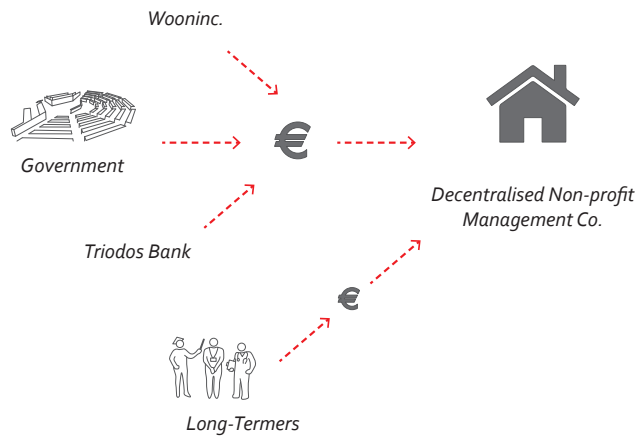 Wooninc.
€
Government
Decentralised Non-profit
Management Co.
Triodos Bank
€
Long-Termers